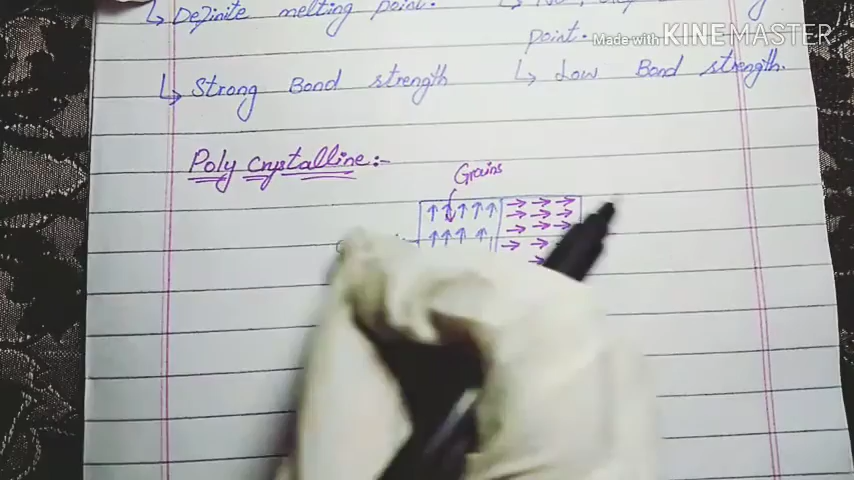 ↳ Definite melting point.
point.
Made with KINEMASTER
↳ Strong Bond strength
↳ Low Bond strength.
Poly crystalline:-
Grains